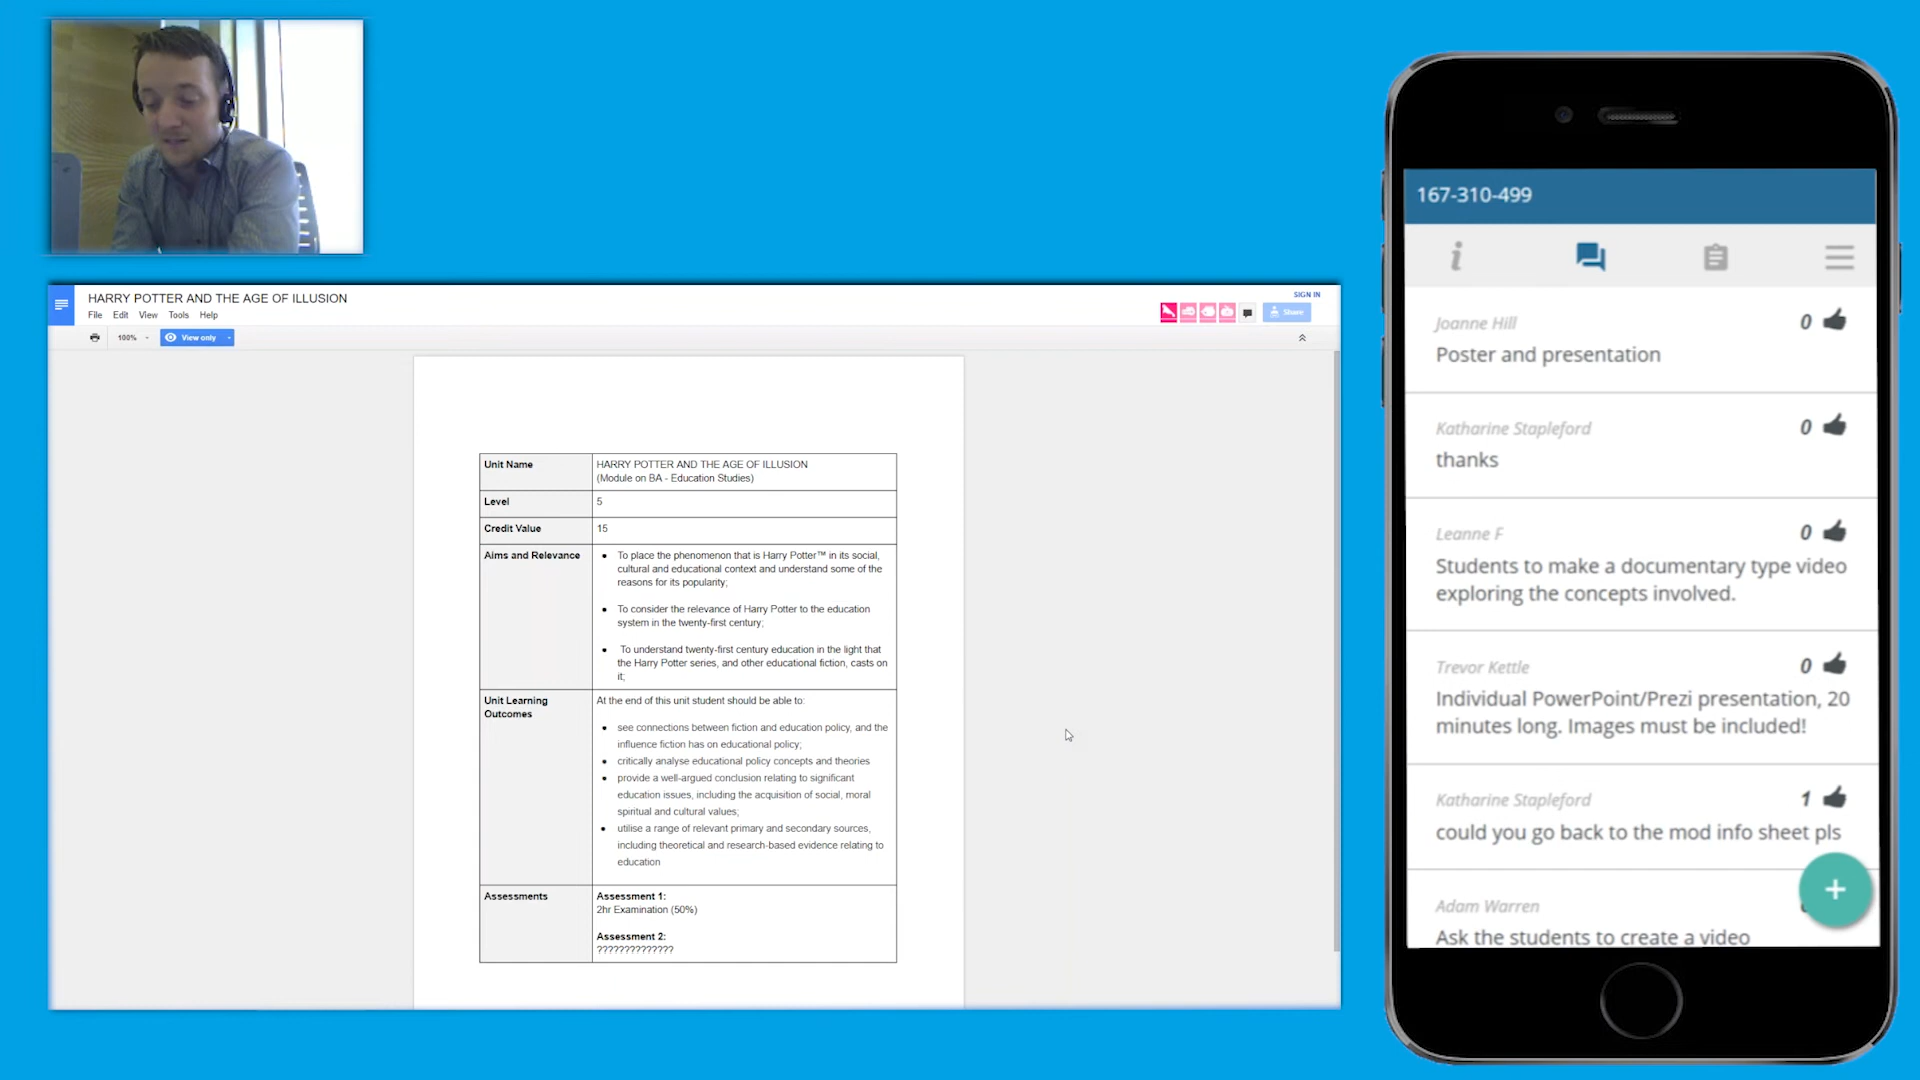 HARRY POTTER AND THE AGE OF ILLUSION
SIGN IN
File Edit View Tools Help
Share
100%
View only
Unit Name
HARRY POTTER AND THE AGE OF ILLUSION
(Module on BA - Education Studies)
Level
5
Credit Value
15
Aims and Relevance
• To place the phenomenon that is Harry Potter™ in its social,
cultural and educational context and understand some of the
reasons for its popularity;
• To consider the relevance of Harry Potter to the education
system in the twenty-first century;
• To understand twenty-first century education in the light that
the Harry Potter series, and other educational fiction, casts on
it;
Unit Learning
Outcomes
At the end of this unit student should be able to:
• see connections between fiction and education policy, and the
influence fiction has on educational policy;
• critically analyse educational policy concepts and theories
• provide a well-argued conclusion relating to significant
education issues, including the acquisition of social, moral
spiritual and cultural values;
• utilise a range of relevant primary and secondary sources,
including theoretical and research-based evidence relating to
education
Assessments
Assessment 1:
2hr Examination (50%)
Assessment 2:
??????????????
167-310-499
Joanne Hill 0
Poster and presentation
Katharine Stapleford 0
thanks
Leanne F 0
Students to make a documentary type video
exploring the concepts involved.
Trevor Kettle 0
Individual PowerPoint/Prezi presentation, 20
minutes long. Images must be included!
Katharine Stapleford 1
could you go back to the mod info sheet pls
Adam Warren
Ask the students to create a video